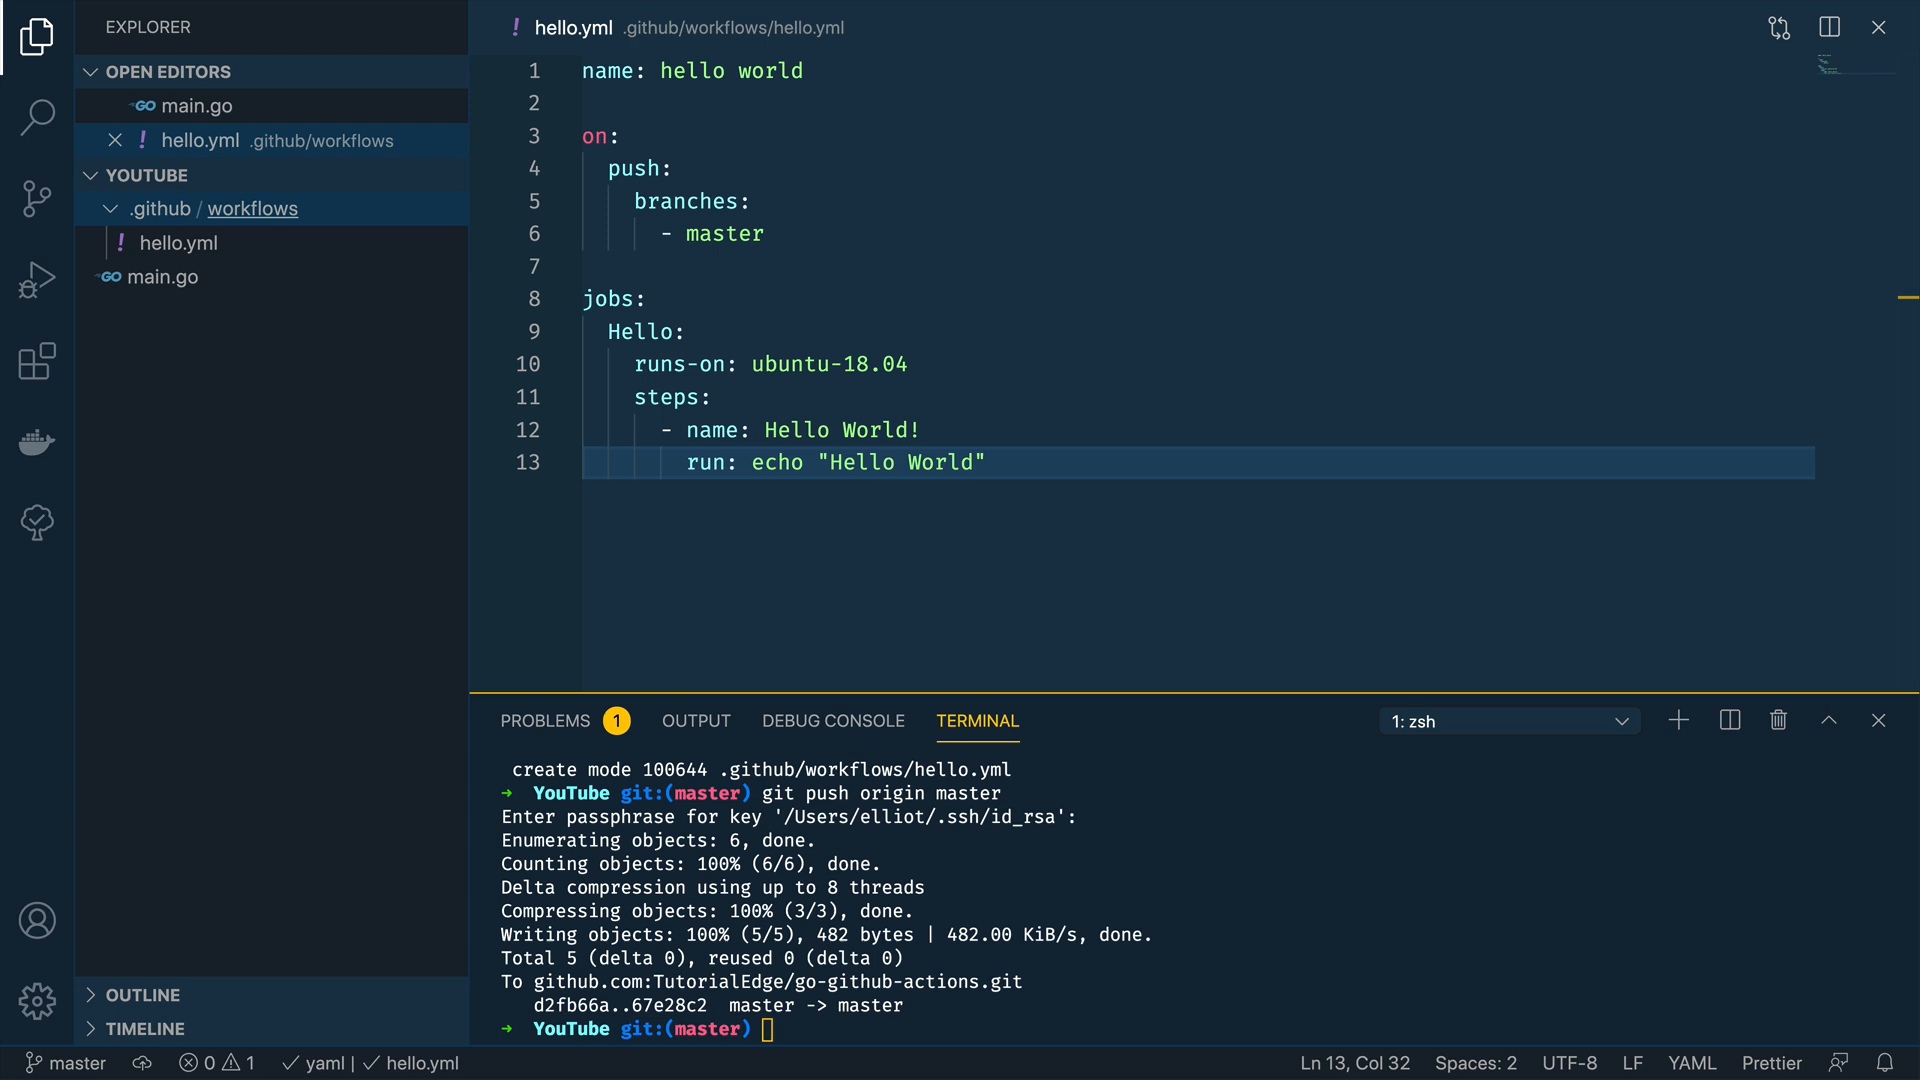 EXPLORER
OPEN EDITORS
GO main.go
! hello.yml .github/workflows
YOUTUBE
.github / workflows
! hello.yml
GO main.go
OUTLINE
TIMELINE
! hello.yml .github/workflows/hello.yml
1 name: hello world
2
3 on:
4 push:
5 branches:
6 - master
7
8 jobs:
9 Hello:
10 runs-on: ubuntu-18.04
11 steps:
12 - name: Hello World!
13 run: echo "Hello World"
PROBLEMS 1 OUTPUT DEBUG CONSOLE TERMINAL 1: zsh
create mode 100644 .github/workflows/hello.yml
➜ YouTube git:(master) git push origin master
Enter passphrase for key '/Users/elliot/.ssh/id_rsa':
Enumerating objects: 6, done.
Counting objects: 100% (6/6), done.
Delta compression using up to 8 threads
Compressing objects: 100% (3/3), done.
Writing objects: 100% (5/5), 482 bytes | 482.00 KiB/s, done.
Total 5 (delta 0), reused 0 (delta 0)
To github.com:TutorialEdge/go-github-actions.git
d2fb66a..67e28c2 master -> master
➜ YouTube git:(master)
master 0 1 ✓ yaml | ✓ hello.yml Ln 13, Col 32 Spaces: 2 UTF-8 LF YAML Prettier